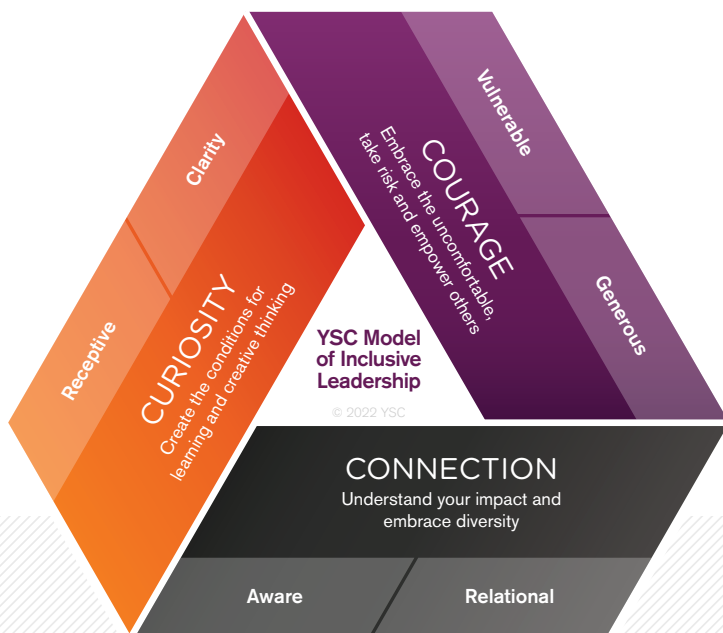 Clarity
Receptive
CURIOSITY
Create the conditions for
learning and creative thinking
Vulnerable
Generous
COURAGE
Embrace the uncomfortable,
take risk and empower others
YSC Model
of Inclusive
Leadership
© 2022 YSC
CONNECTION
Understand your impact and
embrace diversity
Aware
Relational